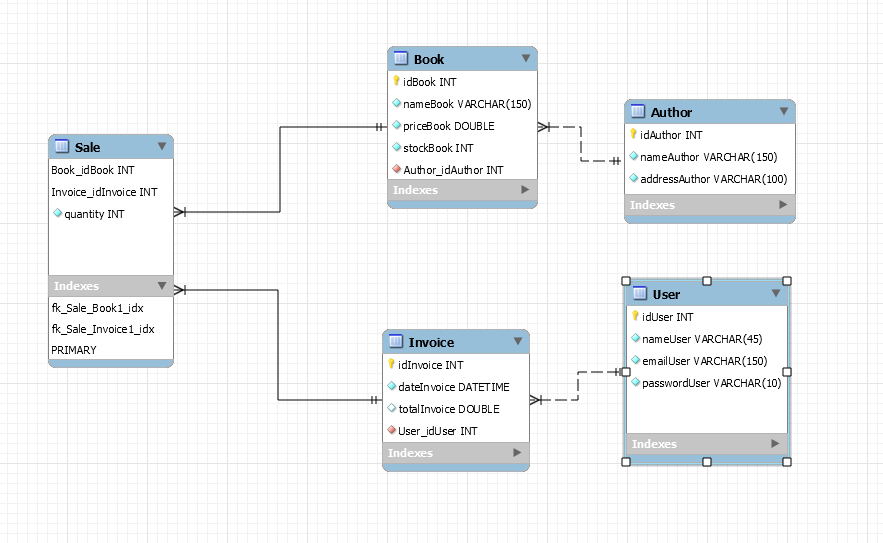 Book
idBook INT
nameBook VARCHAR(150)
priceBook DOUBLE
stockBook INT
Author_idAuthor INT
Indexes
Author
idAuthor INT
nameAuthor VARCHAR(150)
addressAuthor VARCHAR(100)
Indexes
Sale
Book_idBook INT
Invoice_idInvoice INT
quantity INT
Indexes
fk_Sale_Book1_idx
fk_Sale_Invoice1_idx
PRIMARY
Invoice
idInvoice INT
dateInvoice DATETIME
totalInvoice DOUBLE
User_idUser INT
Indexes
User
idUser INT
nameUser VARCHAR(45)
emailUser VARCHAR(150)
passwordUser VARCHAR(10)
Indexes